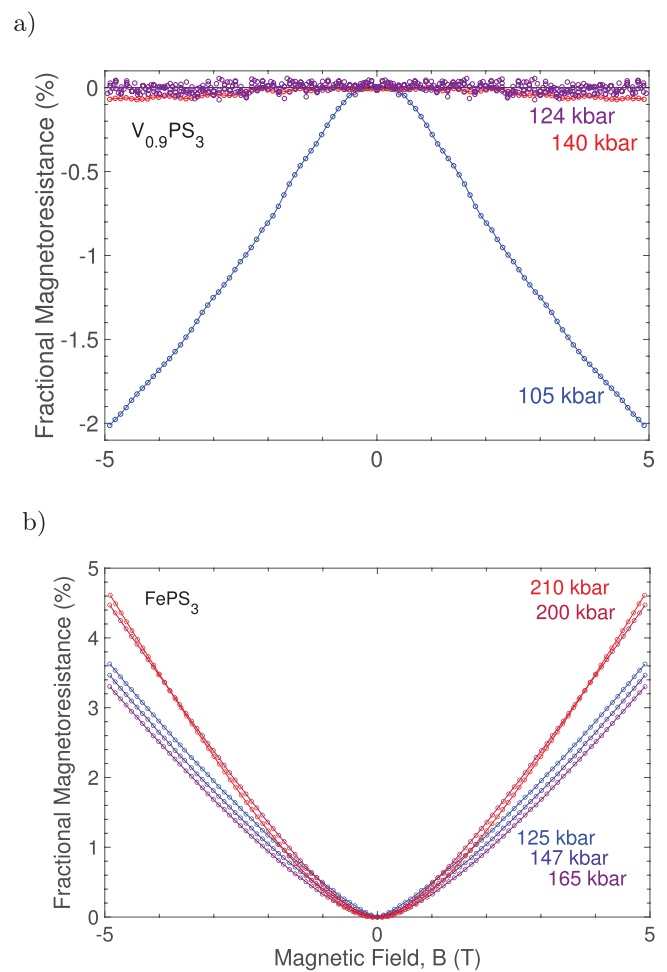 a)
Fractional Magnetoresistance (%)
0
-0.5
-1
-1.5
-2
V0.9PS3
124 kbar
140 kbar
105 kbar
-5 0 5
b)
Fractional Magnetoresistance (%)
5
4
3
2
1
0
FePS3
210 kbar
200 kbar
125 kbar
147 kbar
165 kbar
-5 0 5
Magnetic Field, B (T)